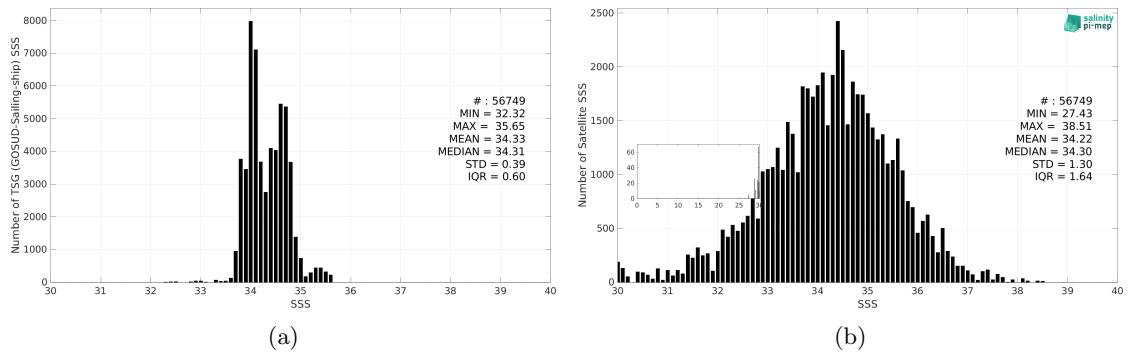 8000
7000
6000
5000
4000
3000
2000
1000
0
Number of TSG (GOSUD-Sailing-ship) SSS
# : 56749
MIN = 32.32
MAX = 35.65
MEAN = 34.33
MEDIAN = 34.31
STD = 0.39
IQR = 0.60
30 31 32 33 34 35 36 37 38 39 40
SSS
(a)
2500
2000
1500
1000
500
0
Number of Satellite SSS
salinity
pi-mep
# : 56749
MIN = 27.43
MAX = 38.51
MEAN = 34.22
MEDIAN = 34.30
STD = 1.30
IQR = 1.64
60
40
20
0
0 5 10 15 20 25 30
30 31 32 33 34 35 36 37 38 39 40
SSS
(b)